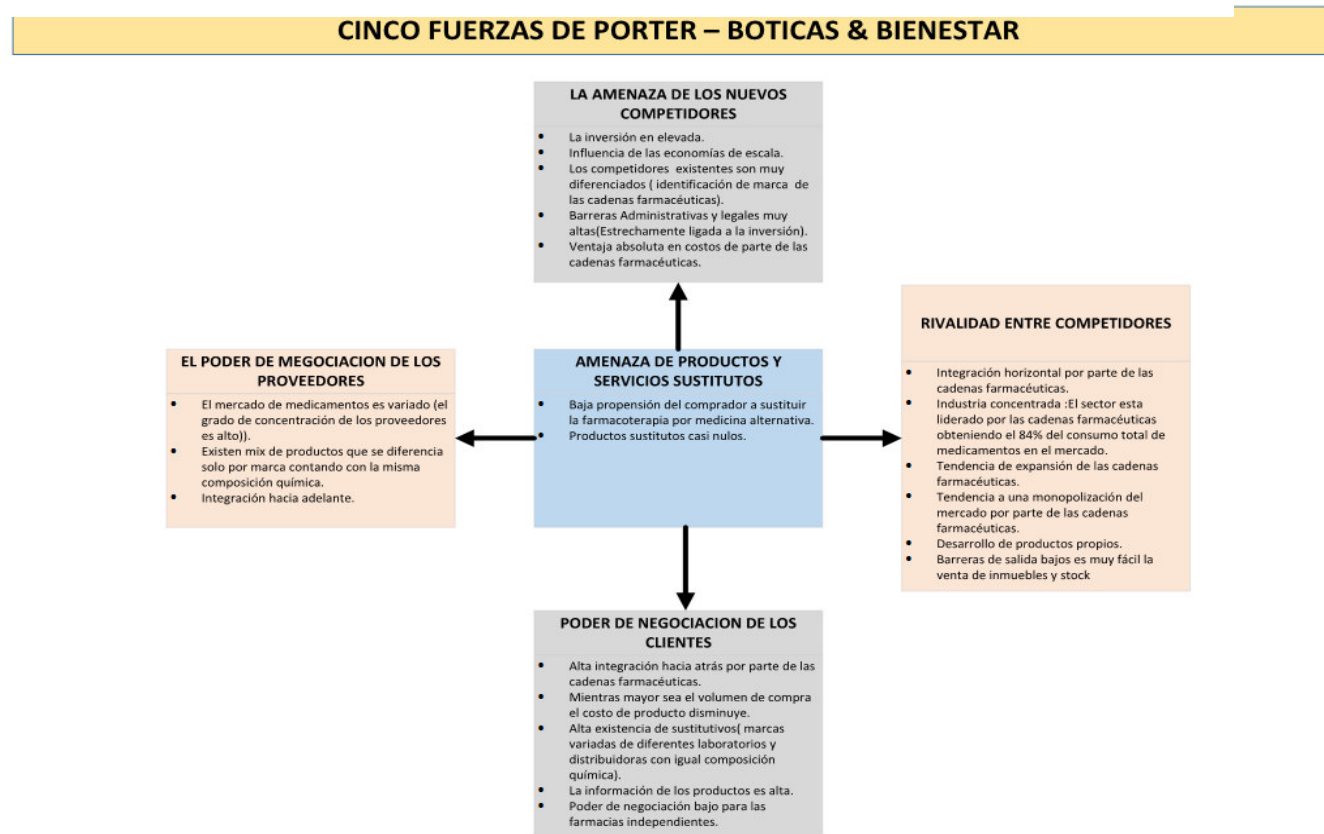 CINCO FUERZAS DE PORTER – BOTICAS & BIENESTAR
LA AMENAZA DE LOS NUEVOS
COMPETIDORES
• La inversión en elevada.
• Influencia de las economías de escala.
• Los competidores existentes son muy
diferenciados ( identificación de marca de
las cadenas farmacéuticas).
• Barreras Administrativas y legales muy
altas(Estrechamente ligada a la inversión).
• Ventaja absoluta en costos de parte de las
cadenas farmacéuticas.
EL PODER DE MEGOCIACION DE LOS
PROVEEDORES
• El mercado de medicamentos es variado (el
grado de concentración de los proveedores
es alto)).
• Existen mix de productos que se diferencia
solo por marca contando con la misma
composición química.
• Integración hacia adelante.
AMENAZA DE PRODUCTOS Y
SERVICIOS SUSTITUTOS
• Baja propensión del comprador a sustituir
la farmacoterapia por medicina alternativa.
• Productos sustitutos casi nulos.
RIVALIDAD ENTRE COMPETIDORES
• Integración horizontal por parte de las
cadenas farmacéuticas.
• Industria concentrada :El sector esta
liderado por las cadenas farmacéuticas
obteniendo el 84% del consumo total de
medicamentos en el mercado.
• Tendencia de expansión de las cadenas
farmacéuticas.
• Tendencia a una monopolización del
mercado por parte de las cadenas
farmacéuticas.
• Desarrollo de productos propios.
• Barreras de salida bajos es muy fácil la
venta de inmuebles y stock
PODER DE NEGOCIACION DE LOS
CLIENTES
• Alta integración hacia atrás por parte de las
cadenas farmacéuticas.
• Mientras mayor sea el volumen de compra
el costo de producto disminuye.
• Alta existencia de sustitutivos( marcas
variadas de diferentes laboratorios y
distribuidoras con igual composición
química).
• La información de los productos es alta.
• Poder de negociación bajo para las
farmacias independientes.